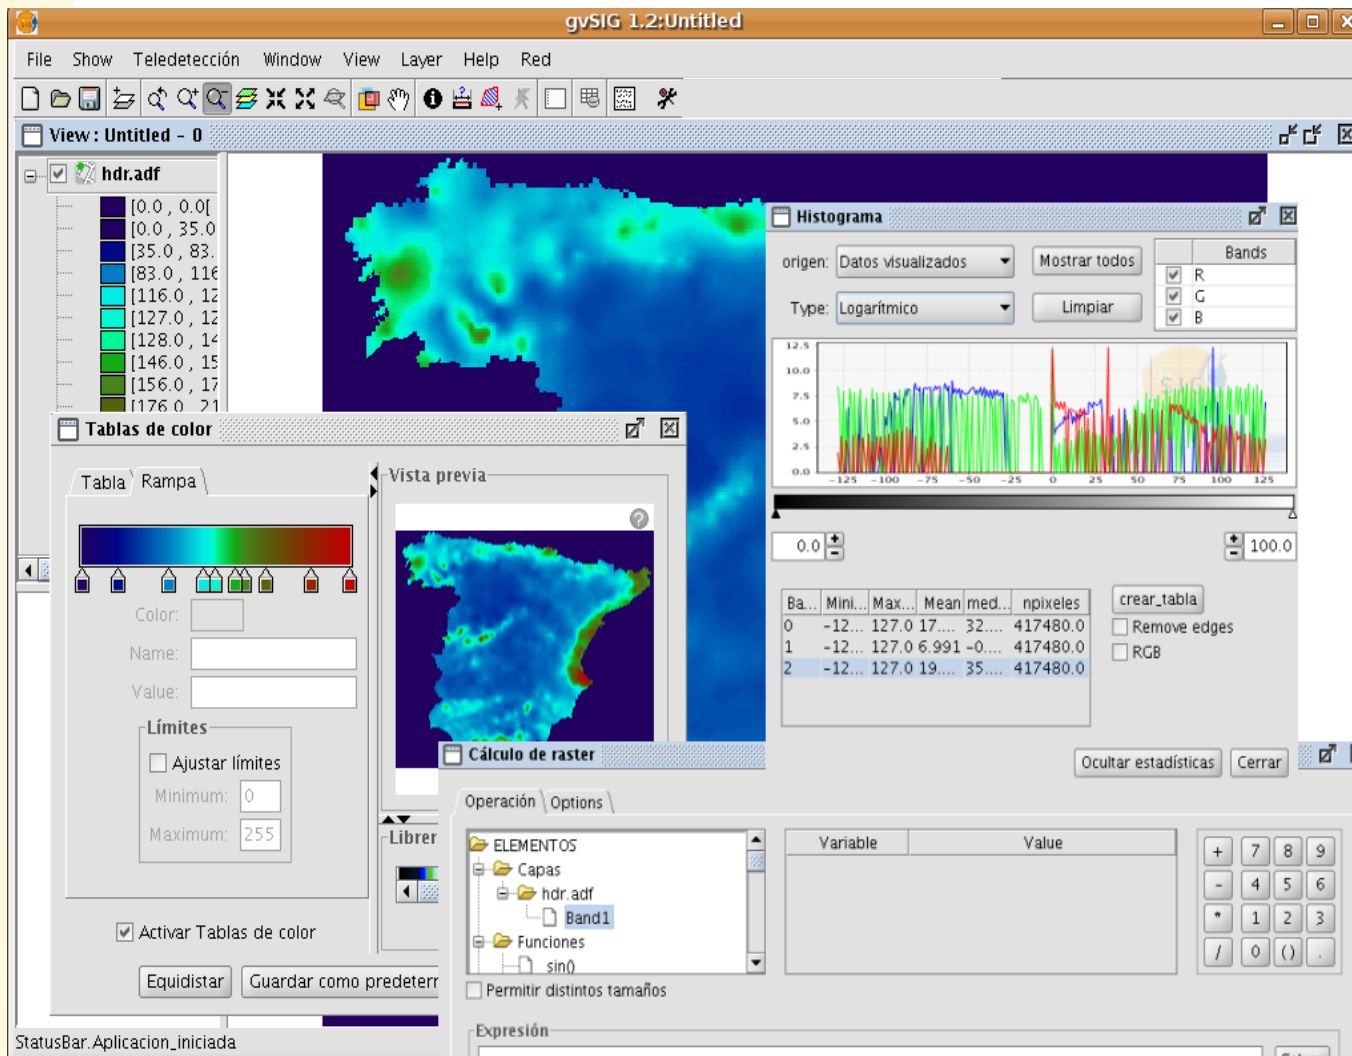 gvSIG 1.2:Untitled
File Show Teledetección Window View Layer Help Red
View : Untitled - 0
hdr.adf
[0.0 , 0.0[
[0.0 , 35.0
[35.0 , 83.
[83.0 , 116
[116.0 , 12
[127.0 , 12
[128.0 , 14
[146.0 , 15
[156.0 , 17
[176.0 , 21
Histograma
origen: Datos visualizados Mostrar todos
Type: Logarítmico Limpiar
Bands
R
G
B
12.5
10.0
7.5
5.0
2.5
0.0
-125 -100 -75 -50 -25 0 25 50 75 100 125
0.0 100.0
Ba... Mini... Max... Mean med... npixeles
0 -12... 127.0 17.... 32.... 417480.0
1 -12... 127.0 6.991 -0.... 417480.0
2 -12... 127.0 19.... 35.... 417480.0
crear_tabla
Remove edges
RGB
Ocultar estadísticas Cerrar
Tablas de color
Tabla Rampa
Color:
Name:
Value:
Límites
Ajustar límites
Minimum: 0
Maximum: 255
Activar Tablas de color
Equidistar Guardar como predeterr
Vista previa
Librer
Cálculo de raster
Operación Options
ELEMENTOS
Capas
hdr.adf
Band1
Funciones
sin()
Variable Value
+ 7 8 9
- 4 5 6
* 1 2 3
/ 0 () .
Permitir distintos tamaños
Expresión
StatusBar.Aplicacion_iniciada